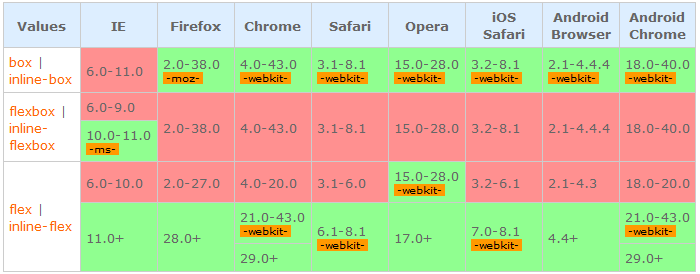 Values IE Firefox Chrome Safari Opera iOS Safari Android Browser Android Chrome
box | inline-box 6.0-11.0 2.0-38.0 -moz- 4.0-43.0 -webkit- 3.1-8.1 -webkit- 15.0-28.0 -webkit- 3.2-8.1 -webkit- 2.1-4.4.4 -webkit- 18.0-40.0 -webkit-
flexbox | inline-flexbox 6.0-9.0
10.0-11.0 -ms- 2.0-38.0 4.0-43.0 3.1-8.1 15.0-28.0 3.2-8.1 2.1-4.4.4 18.0-40.0
flex | inline-flex 6.0-10.0 2.0-27.0 4.0-20.0 3.1-6.0 15.0-28.0 -webkit- 3.2-6.1 2.1-4.3 18.0-20.0
11.0+ 28.0+ 21.0-43.0 -webkit- 6.1-8.1 -webkit- 17.0+ 7.0-8.1 -webkit- 4.4+ 21.0-43.0 -webkit-
29.0+ 29.0+